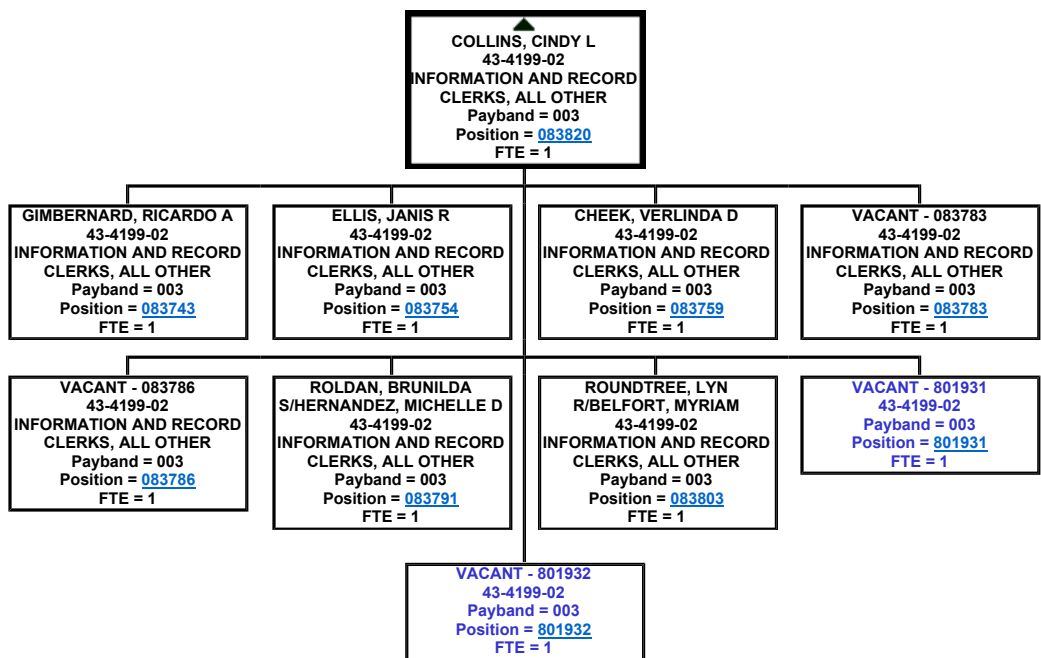 COLLINS, CINDY L
43-4199-02
INFORMATION AND RECORD
CLERKS, ALL OTHER
Payband = 003
Position = 083820
FTE = 1
GIMBERNARD, RICARDO A
43-4199-02
INFORMATION AND RECORD
CLERKS, ALL OTHER
Payband = 003
Position = 083743
FTE = 1
ELLIS, JANIS R
43-4199-02
INFORMATION AND RECORD
CLERKS, ALL OTHER
Payband = 003
Position = 083754
FTE = 1
CHEEK, VERLINDA D
43-4199-02
INFORMATION AND RECORD
CLERKS, ALL OTHER
Payband = 003
Position = 083759
FTE = 1
VACANT - 083783
43-4199-02
INFORMATION AND RECORD
CLERKS, ALL OTHER
Payband = 003
Position = 083783
FTE = 1
VACANT - 083786
43-4199-02
INFORMATION AND RECORD
CLERKS, ALL OTHER
Payband = 003
Position = 083786
FTE = 1
ROLDAN, BRUNILDA
S/HERNANDEZ, MICHELLE D
43-4199-02
INFORMATION AND RECORD
CLERKS, ALL OTHER
Payband = 003
Position = 083791
FTE = 1
ROUNDTREE, LYN
R/BELFORT, MYRIAM
43-4199-02
INFORMATION AND RECORD
CLERKS, ALL OTHER
Payband = 003
Position = 083803
FTE = 1
VACANT - 801931
43-4199-02
Payband = 003
Position = 801931
FTE = 1
VACANT - 801932
43-4199-02
Payband = 003
Position = 801932
FTE = 1